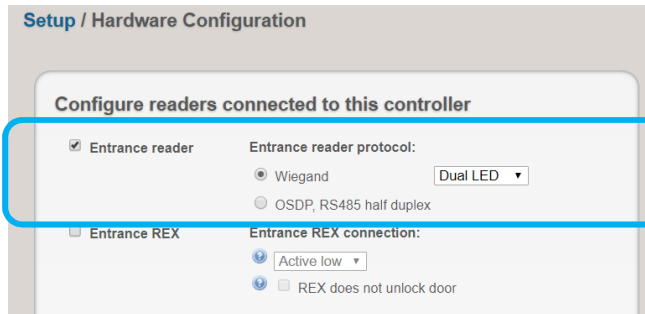 Setup / Hardware Configuration
Configure readers connected to this controller
Entrance reader Entrance reader protocol:
Wiegand Dual LED
OSDP, RS485 half duplex
Entrance REX Entrance REX connection:
Active low
REX does not unlock door